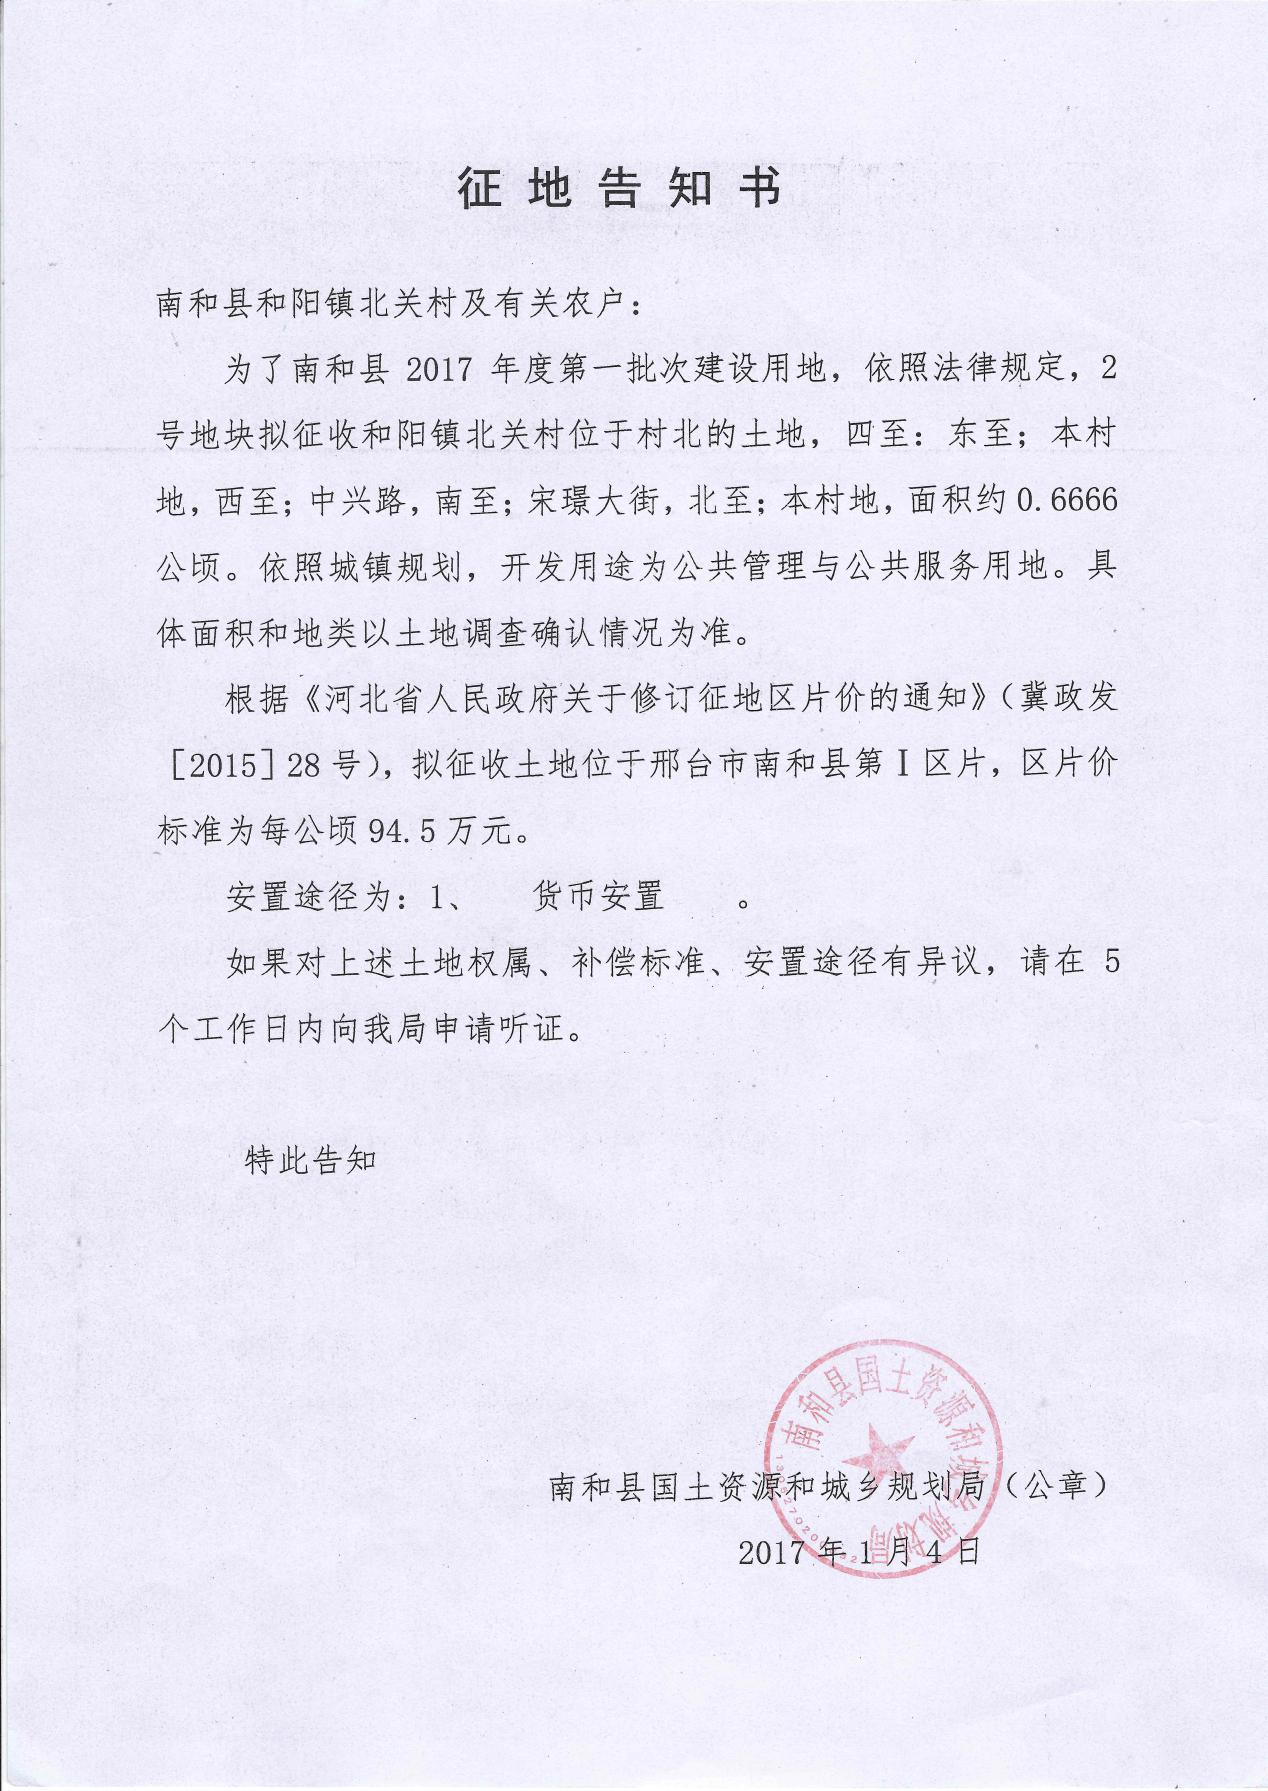 征地告知书
南和县和阳镇北关村及有关农户：
为了南和县 2017 年度第一批次建设用地，依照法律规定，2
号地块拟征收和阳镇北关村位于村北的土地，四至：东至；本村
地，西至；中兴路，南至；宋璟大街，北至；本村地，面积约 0.6666
公顷。依照城镇规划，开发用途为公共管理与公共服务用地。具
体面积和地类以土地调查确认情况为准。
根据《河北省人民政府关于修订征地区片价的通知》（冀政发
［2015］28 号），拟征收土地位于邢台市南和县第Ⅰ区片，区片价
标准为每公顷 94.5 万元。
安置途径为：1、 货币安置 。
如果对上述土地权属、补偿标准、安置途径有异议，请在 5
个工作日内向我局申请听证。
特此告知
南和县国土资源和城乡规划局
南和县国土资源和城乡规划局（公章）
2017 年 1 月 4 日